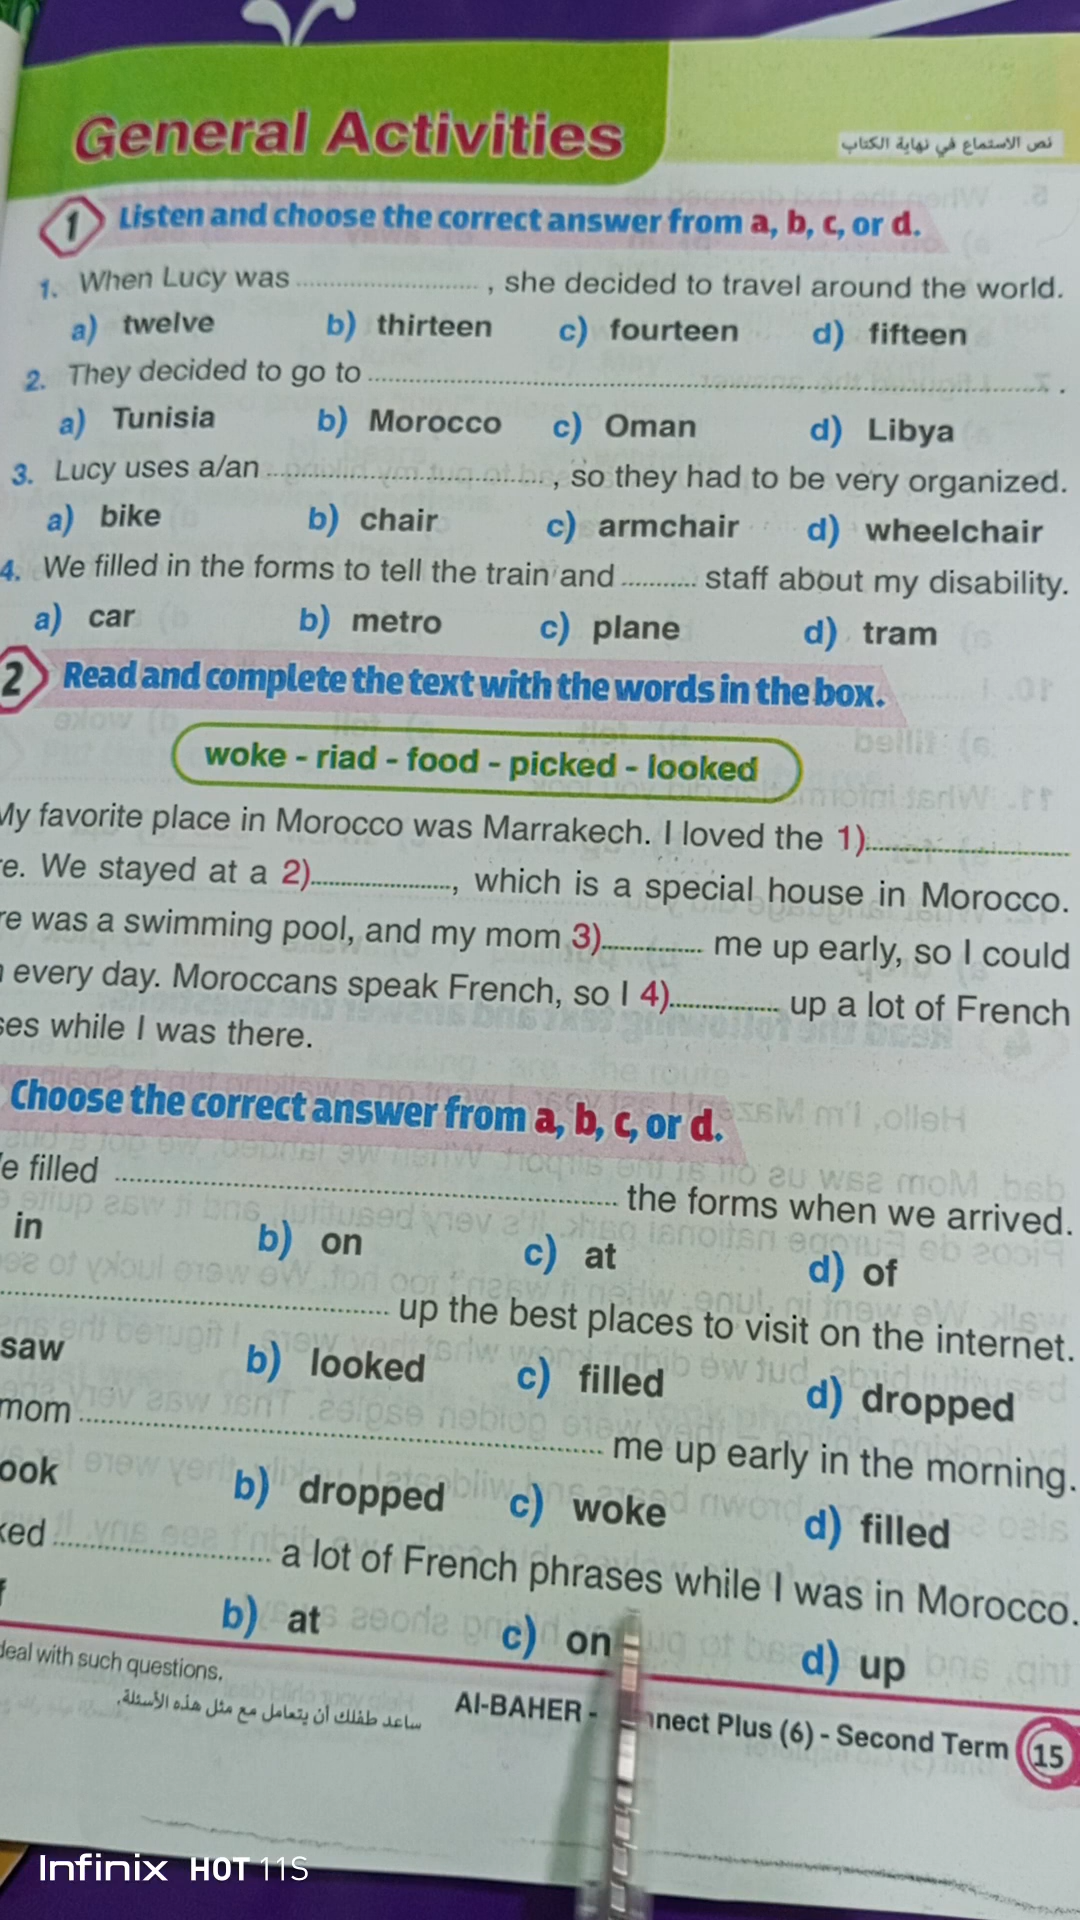 General Activities
نص الاستماع في نهاية الكتاب
1 Listen and choose the correct answer from a, b, c, or d.
1. When Lucy was ............................ , she decided to travel around the world.
a) twelve b) thirteen c) fourteen d) fifteen
2. They decided to go to ............................ .
a) Tunisia b) Morocco c) Oman d) Libya
3. Lucy uses a/an ............................ , so they had to be very organized.
a) bike b) chair c) armchair d) wheelchair
4. We filled in the forms to tell the train and ........... staff about my disability.
a) car b) metro c) plane d) tram
2 Read and complete the text with the words in the box.
woke - riad - food - picked - looked
My favorite place in Morocco was Marrakech. I loved the 1)............................
re. We stayed at a 2)...................., which is a special house in Morocco.
re was a swimming pool, and my mom 3)............... me up early, so I could
every day. Moroccans speak French, so I 4)................ up a lot of French
ses while I was there.
Choose the correct answer from a, b, c, or d.
e filled ............................ the forms when we arrived.
in b) on c) at d) of
............................ up the best places to visit on the internet.
saw b) looked c) filled d) dropped
mom ............................ me up early in the morning.
ook b) dropped c) woke d) filled
ked ............................ a lot of French phrases while I was in Morocco.
f b) at c) on d) up
deal with such questions.
ساعد طفلك أن يتعامل مع مثل هذه الأسئلة.
Al-BAHER - nnect Plus (6) - Second Term 15
Infinix HOT 11S